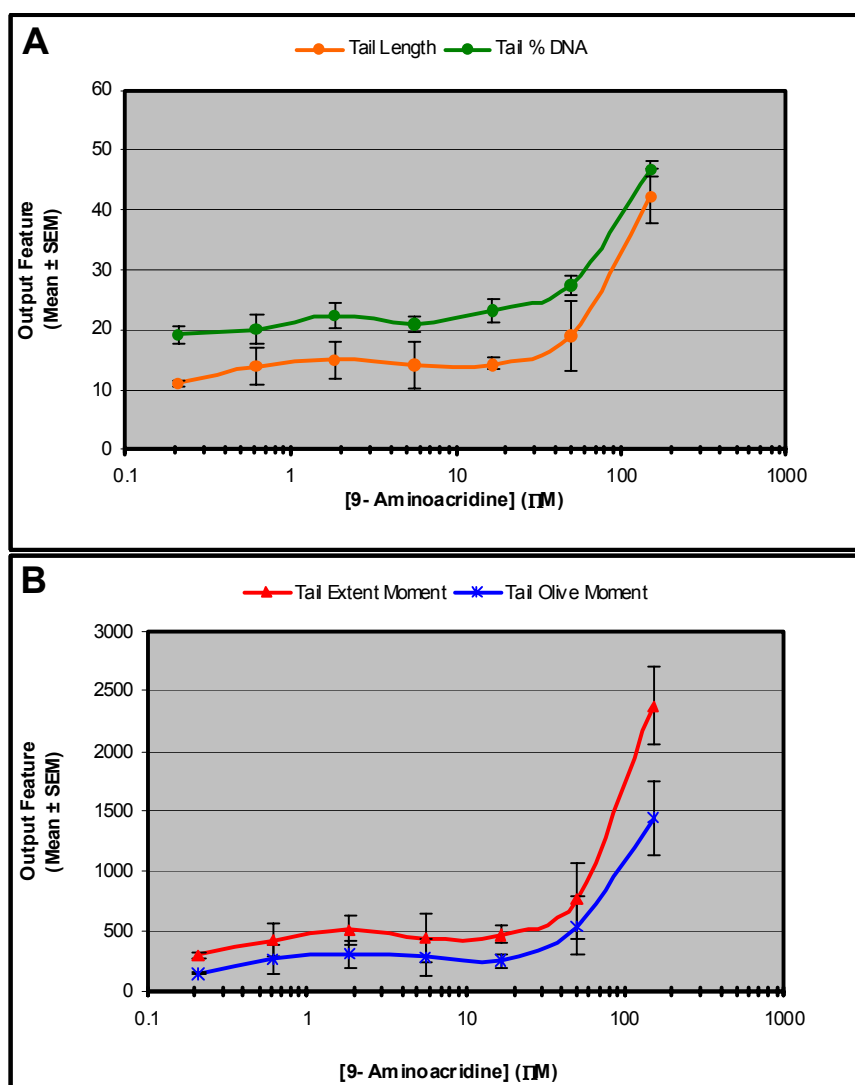 A
Tail Length Tail % DNA
60
50
40
30
20
10
0
0.1 1 10 100 1000
Output Feature
(Mean ± SEM)
[9- Aminoacridine] (ΠM)
B
Tail Extent Moment Tail Olive Moment
3000
2500
2000
1500
1000
500
0
0.1 1 10 100 1000
Output Feature
(Mean ± SEM)
[9- Aminoacridine] (ΠM)